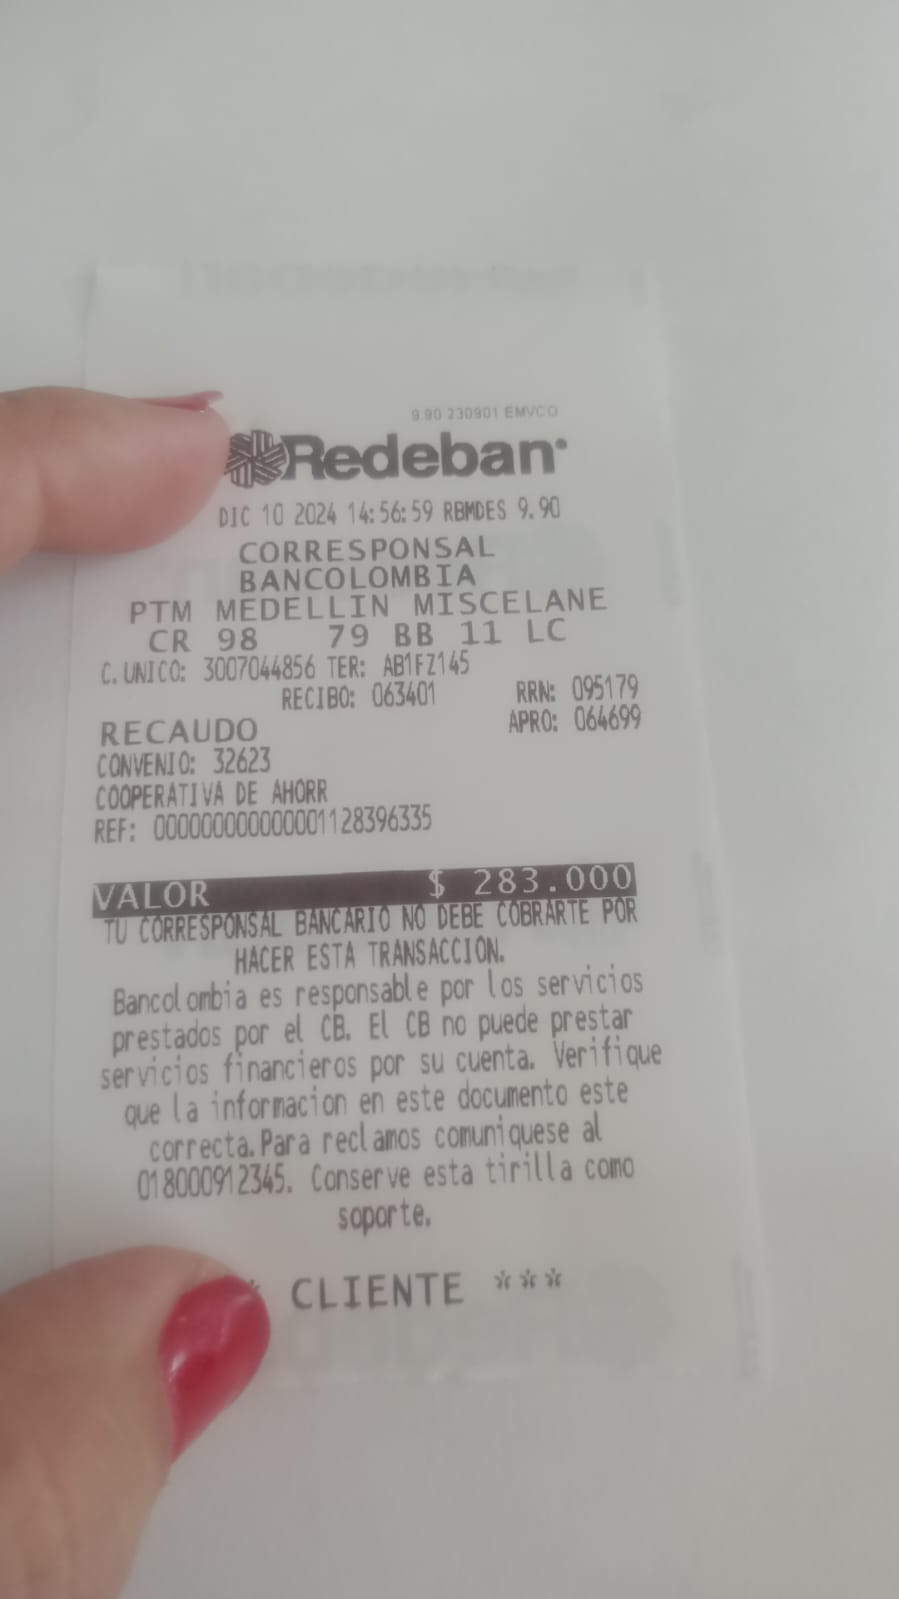 9.90 230901 EMVCO
Redeban
DIC 10 2024 14:56:59 RBMDES 9.90
CORRESPONSAL
BANCOLOMBIA
PTM MEDELLIN MISCELANE
CR 98 79 BB 11 LC
C. UNICO: 3007044856 TER: AB1FZ145
RECIBO: 063401 RRN: 095179
RECAUDO APRO: 064699
CONVENIO: 32623
COOPERATIVA DE AHORR
REF: 00000000000001128396335
VALOR $ 283.000
TU CORRESPONSAL BANCARIO NO DEBE COBRARTE POR
HACER ESTA TRANSACCION.
Bancolombia es responsable por los servicios
prestados por el CB. El CB no puede prestar
servicios financieros por su cuenta. Verifique
que la informacion en este documento este
correcta.Para reclamos comuniquese al
018000912345. Conserve esta tirilla como
soporte.
* CLIENTE ***